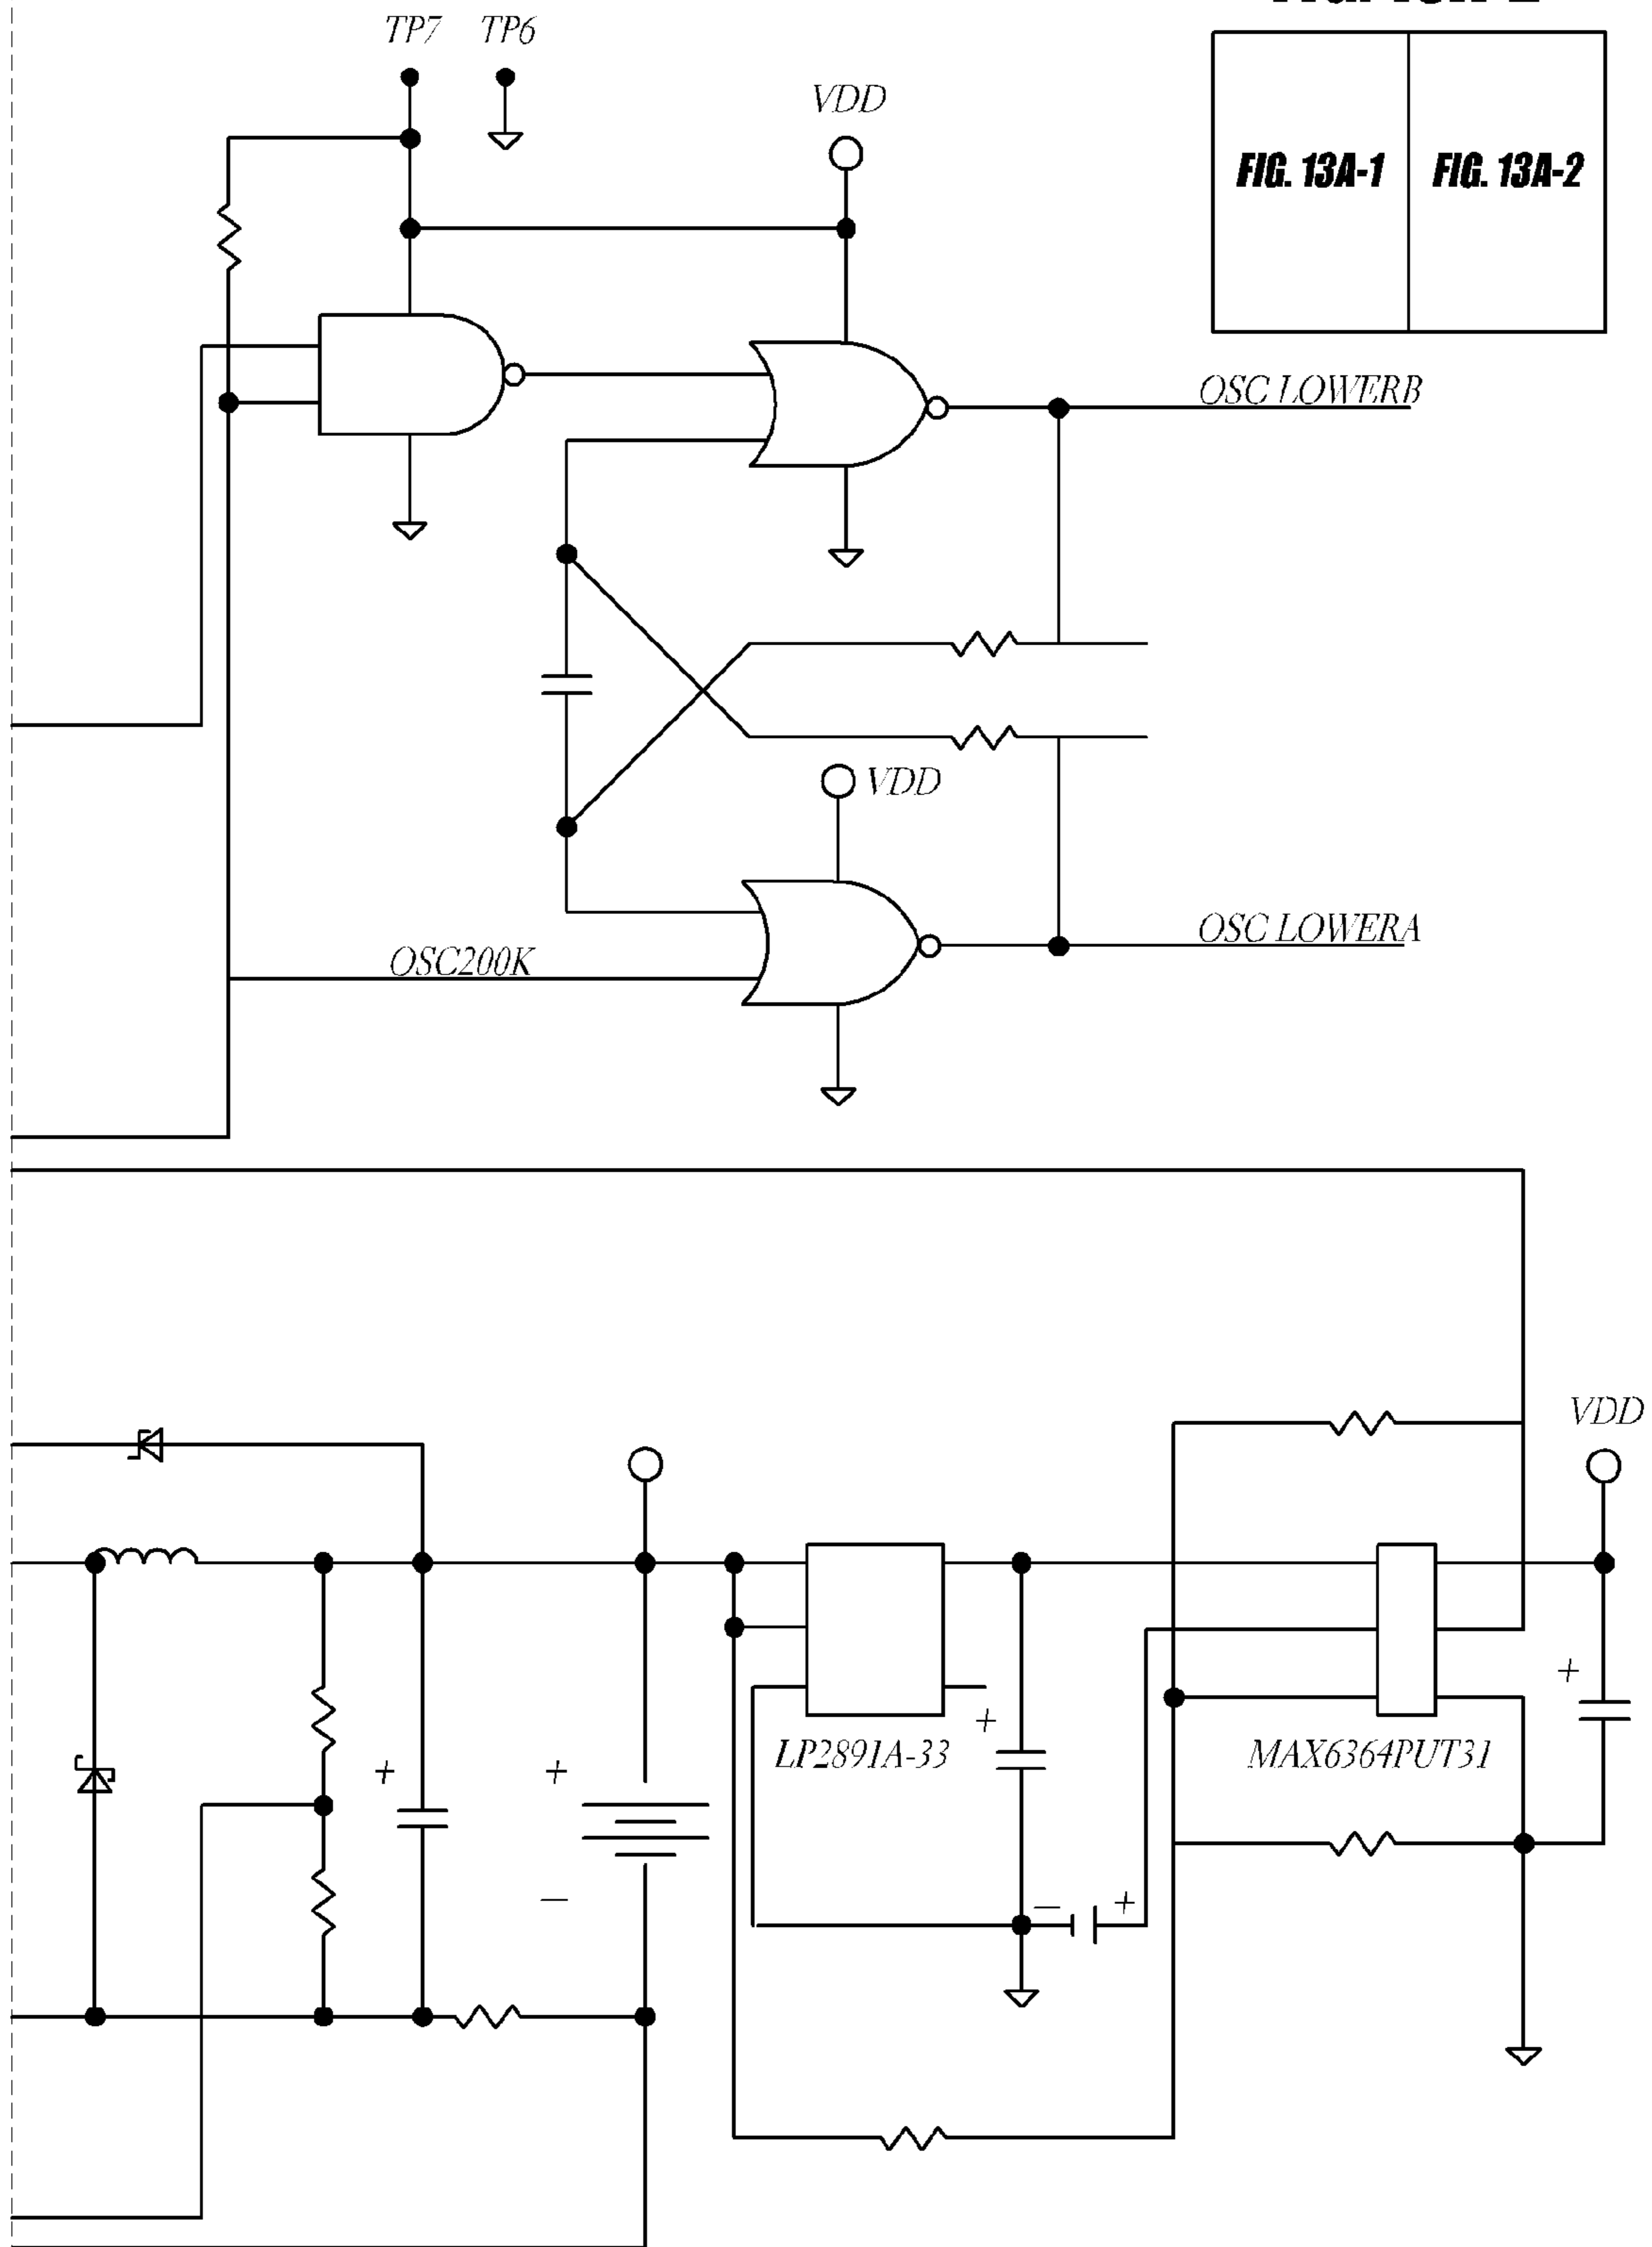 TP7 TP6
VDD
FIG. 13A-1 FIG. 13A-2
OSC LOWERB
VDD
OSC LOWERA
OSC200K
VDD
+
LP2891A-33
+
MAX6364PUT31
+
+
−
−
+